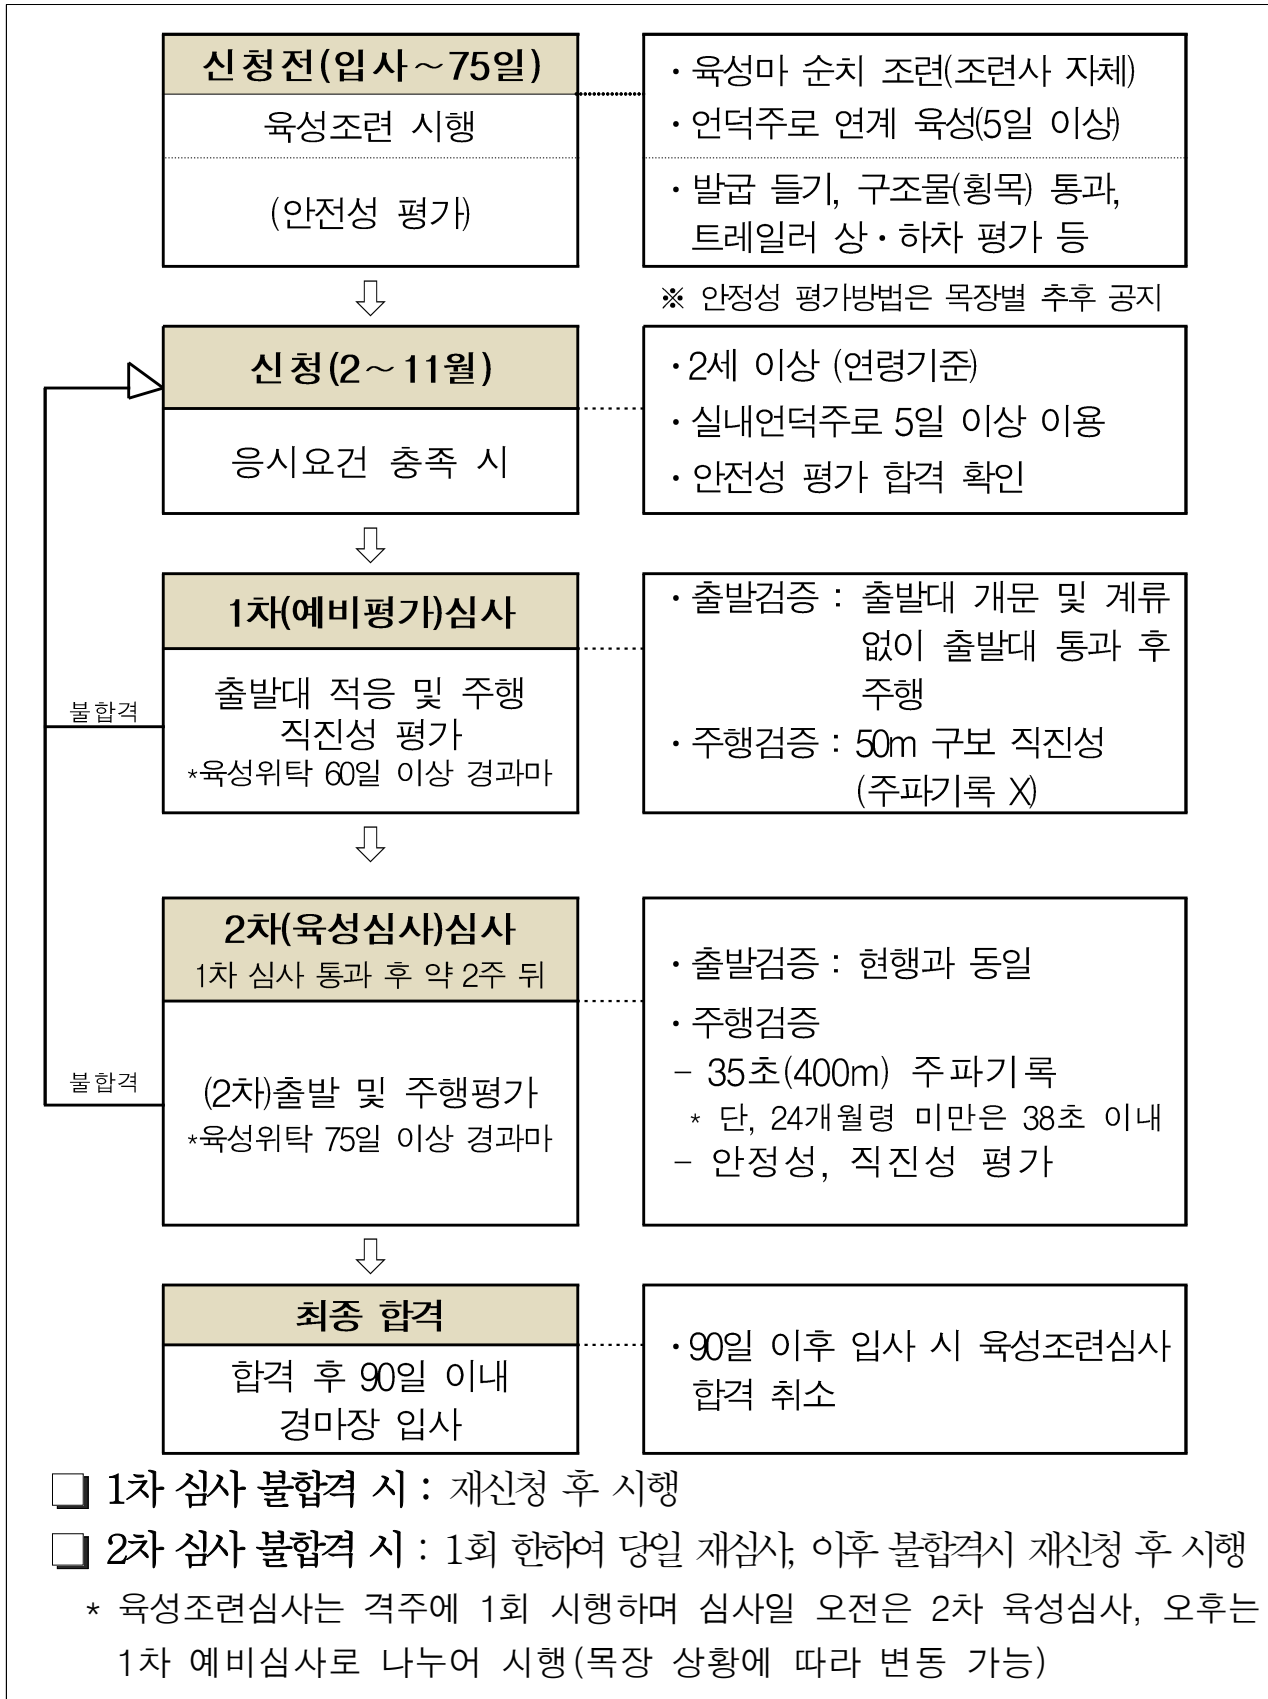 신청전(입사～75일)
육성조련 시행
(안전성 평가)
· 육성마 순치 조련(조련사 자체)
· 언덕주로 연계 육성(5일 이상)
· 발굽 들기, 구조물(횡목) 통과,
트레일러 상·하차 평가 등
※ 안정성 평가방법은 목장별 추후 공지
신청(2～11월)
응시요건 충족 시
· 2세 이상 (연령기준)
· 실내언덕주로 5일 이상 이용
· 안전성 평가 합격 확인
1차(예비평가)심사
출발대 적응 및 주행
직진성 평가
*육성위탁 60일 이상 경과마
불합격
· 출발검증 : 출발대 개문 및 계류
없이 출발대 통과 후
주행
· 주행검증 : 50m 구보 직진성
(주파기록 X)
2차(육성심사)심사
1차 심사 통과 후 약 2주 뒤
(2차)출발 및 주행평가
*육성위탁 75일 이상 경과마
불합격
· 출발검증 : 현행과 동일
· 주행검증
- 35초(400m) 주파기록
* 단, 24개월령 미만은 38초 이내
- 안정성, 직진성 평가
최종 합격
합격 후 90일 이내
경마장 입사
· 90일 이후 입사 시 육성조련심사
합격 취소
❏ 1차 심사 불합격 시 : 재신청 후 시행
❏ 2차 심사 불합격 시 : 1회 한하여 당일 재심사, 이후 불합격시 재신청 후 시행
* 육성조련심사는 격주에 1회 시행하며 심사일 오전은 2차 육성심사, 오후는
1차 예비심사로 나누어 시행(목장 상황에 따라 변동 가능)